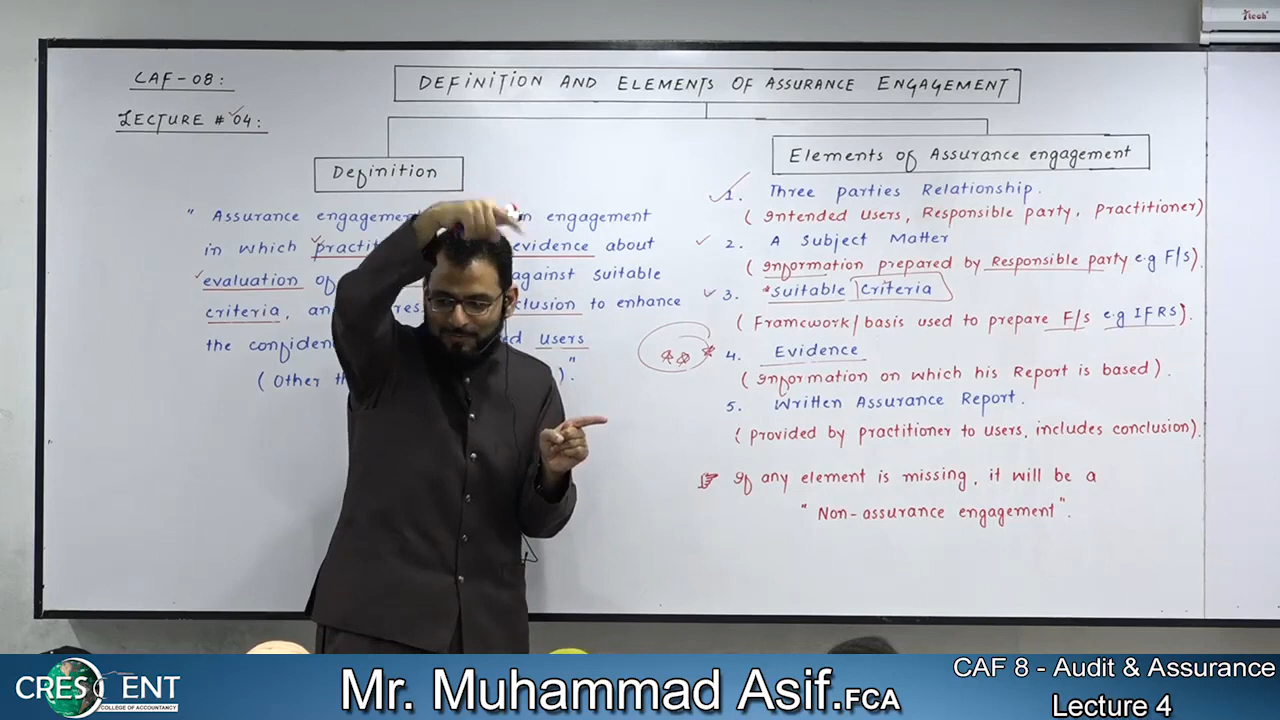 CAF-08:
LECTURE # 04:
DEFINITION AND ELEMENTS OF ASSURANCE ENGAGEMENT
Definition
" Assurance engagement n engagement
in which practit evidence about
evaluation of against suitable
criteria, an res clusion to enhance
the confiden ed users
( Other th ) ".
Elements of Assurance engagement
1. Three parties Relationship.
( Intended users, Responsible party, Practitioner)
2. A Subject Matter
( Information prepared by Responsible party e.g F/s).
3. *Suitable Criteria
( Framework/basis used to prepare F/s e.g IFRS).
4. Evidence
( Information on which his Report is based).
5. Written Assurance Report.
( Provided by practitioner to users, includes conclusion).
If any element is missing, it will be a
" Non-assurance engagement".
itech
CRESCENT
COLLEGE OF ACCOUNTANCY
Mr. Muhammad Asif.FCA
CAF 8 - Audit & Assurance
Lecture 4